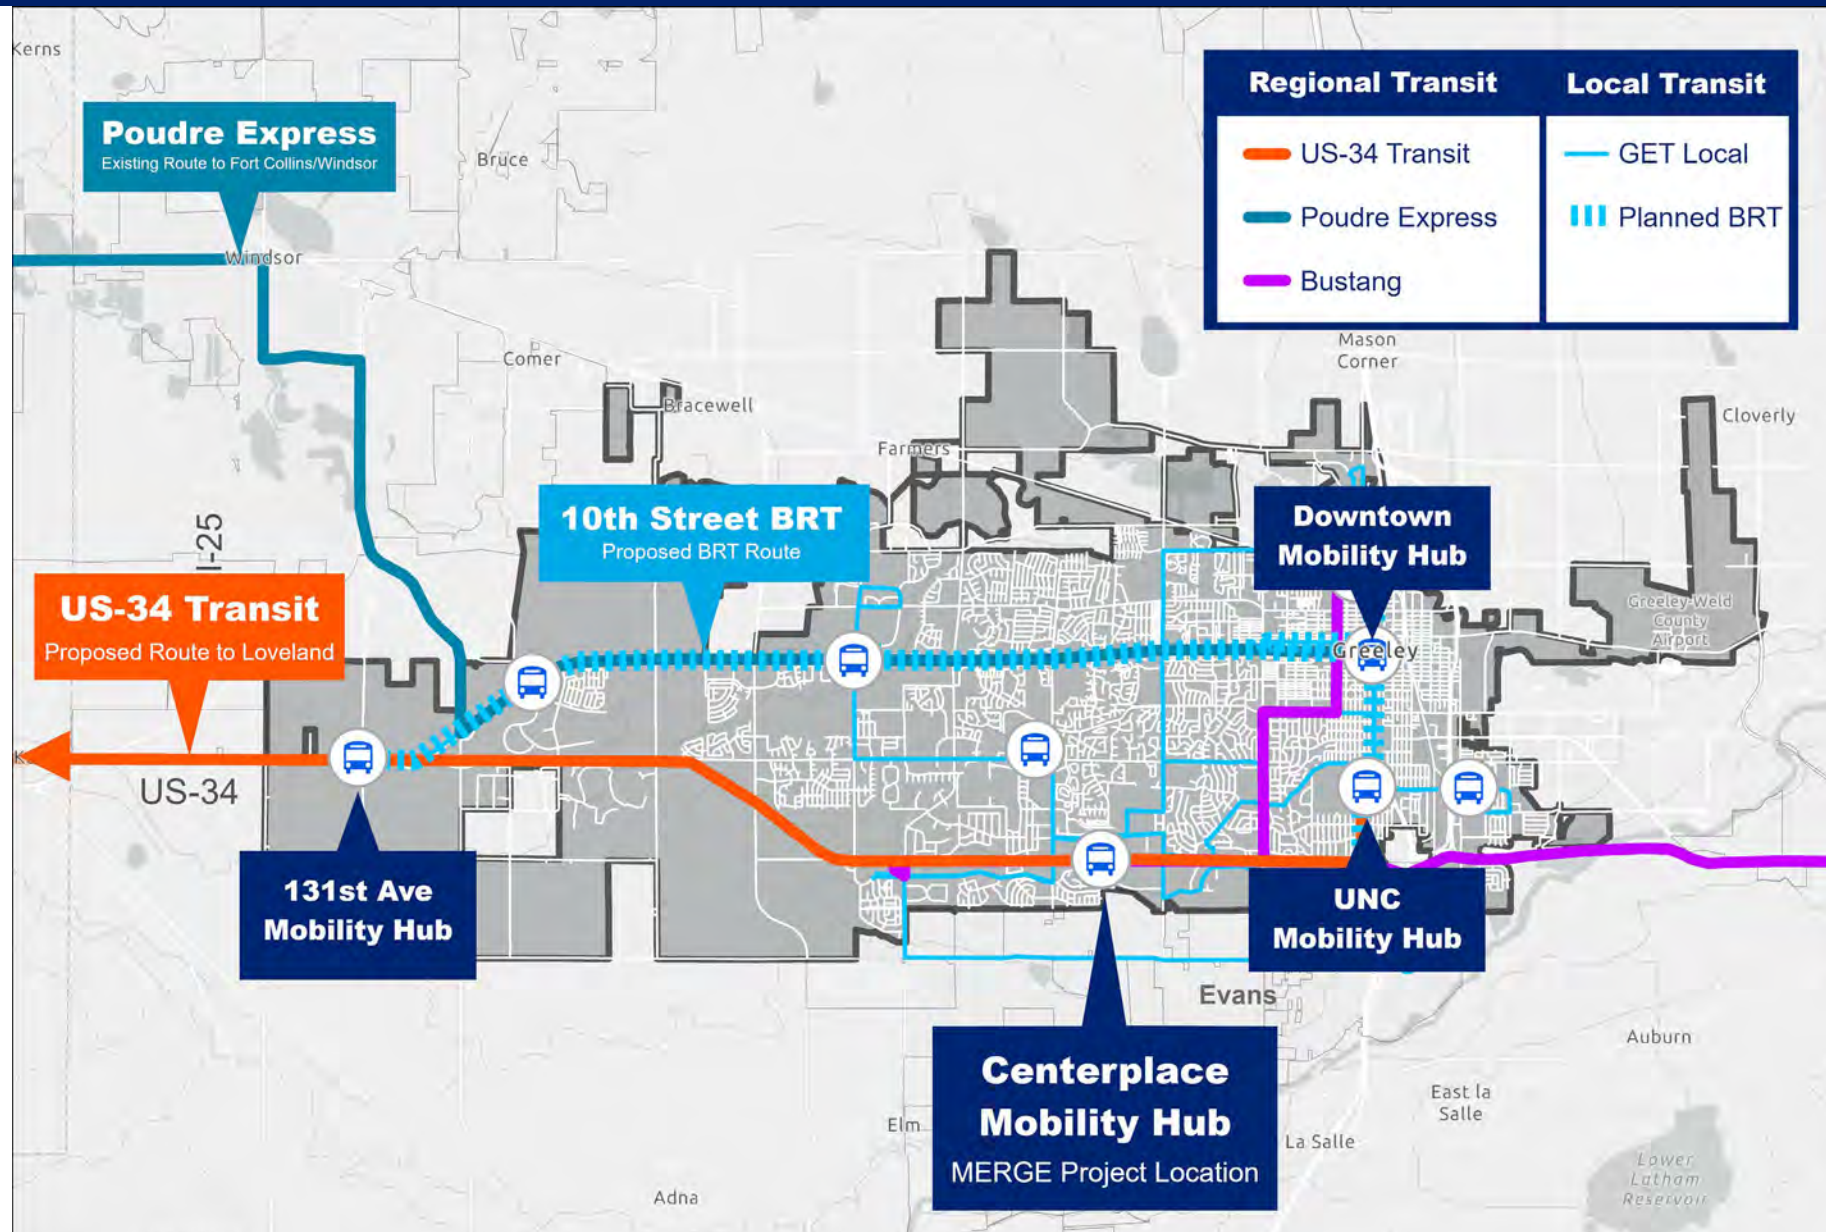 Kerns
Poudre Express
Existing Route to Fort Collins/Windsor
Bruce
Windsor
Comer
Bracewell
Farmers
Regional Transit
US-34 Transit
Poudre Express
Bustang
Local Transit
GET Local
Planned BRT
Mason
Corner
Cloverly
I-25
10th Street BRT
Proposed BRT Route
Downtown
Mobility Hub
US-34 Transit
Proposed Route to Loveland
Greeley-Weld
County
Airport
Greeley
K
US-34
131st Ave
Mobility Hub
UNC
Mobility Hub
Evans
Centerplace
Mobility Hub
MERGE Project Location
Auburn
East la
Salle
Elm
La Salle
Adna
Lower
Latham
Reservoir